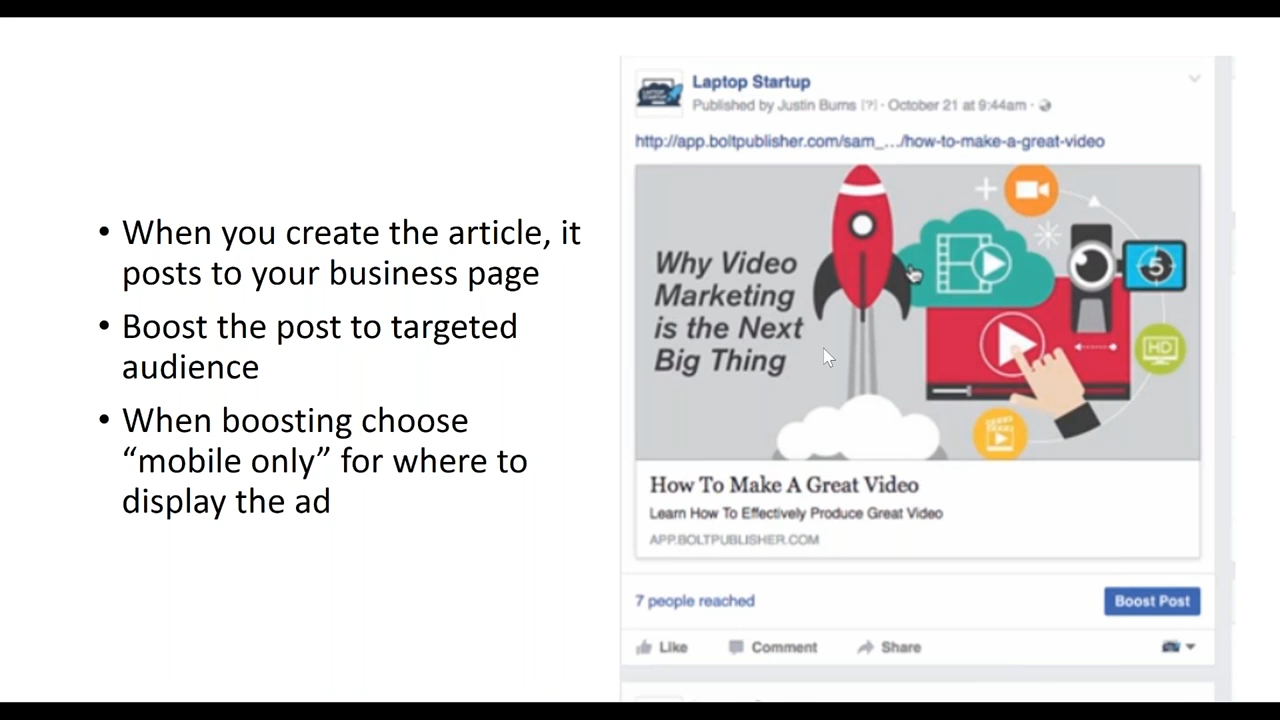 • When you create the article, it
posts to your business page
• Boost the post to targeted
audience
• When boosting choose
“mobile only” for where to
display the ad
Laptop Startup
Published by Justin Burns [?] · October 21 at 9:44am ·
http://app.boltpublisher.com/sam_.../how-to-make-a-great-video
Why Video
Marketing
is the Next
Big Thing
5
HD
How To Make A Great Video
Learn How To Effectively Produce Great Video
APP.BOLTPUBLISHER.COM
7 people reached
Boost Post
Like
Comment
Share